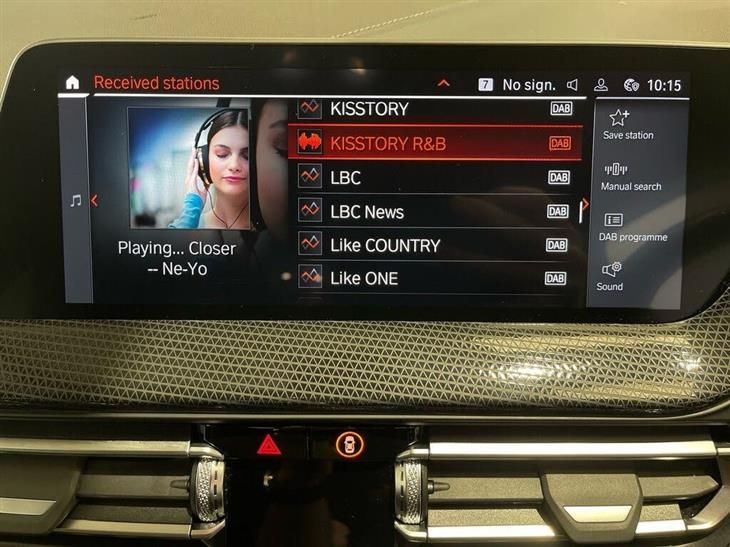 Received stations
7 No sign. 10:15
KISSTORY DAB
KISSTORY R&B DAB
LBC DAB
LBC News DAB
Like COUNTRY DAB
Like ONE DAB
Playing... Closer
-- Ne-Yo
Save station
Manual search
DAB programme
Sound